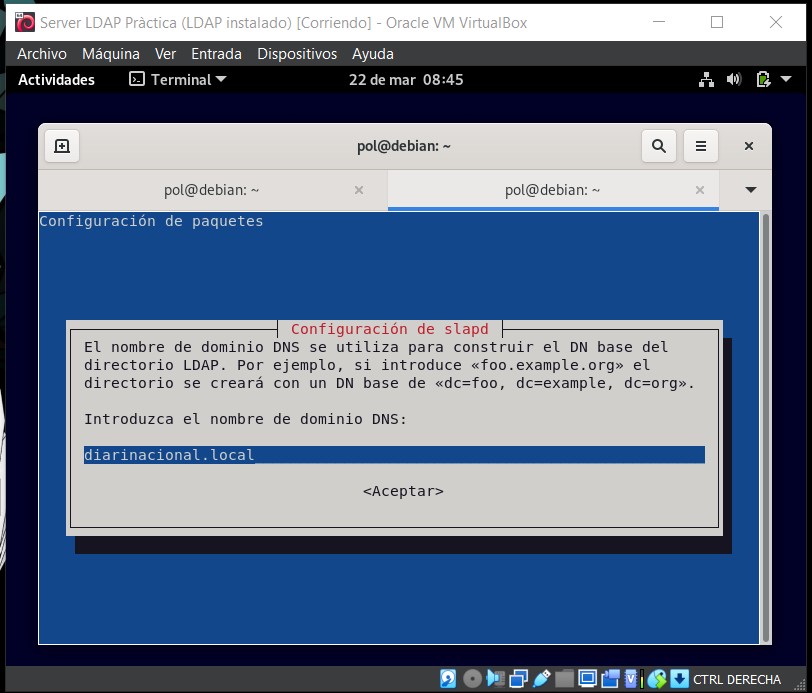 Server LDAP Pràctica (LDAP instalado) [Corriendo] - Oracle VM VirtualBox
Archivo Máquina Ver Entrada Dispositivos Ayuda
Actividades Terminal 22 de mar 08:45
pol@debian: ~
pol@debian: ~ pol@debian: ~
Configuración de paquetes
Configuración de slapd
El nombre de dominio DNS se utiliza para construir el DN base del
directorio LDAP. Por ejemplo, si introduce «foo.example.org» el
directorio se creará con un DN base de «dc=foo, dc=example, dc=org».
Introduzca el nombre de dominio DNS:
diarinacional.local
<Aceptar>
CTRL DERECHA